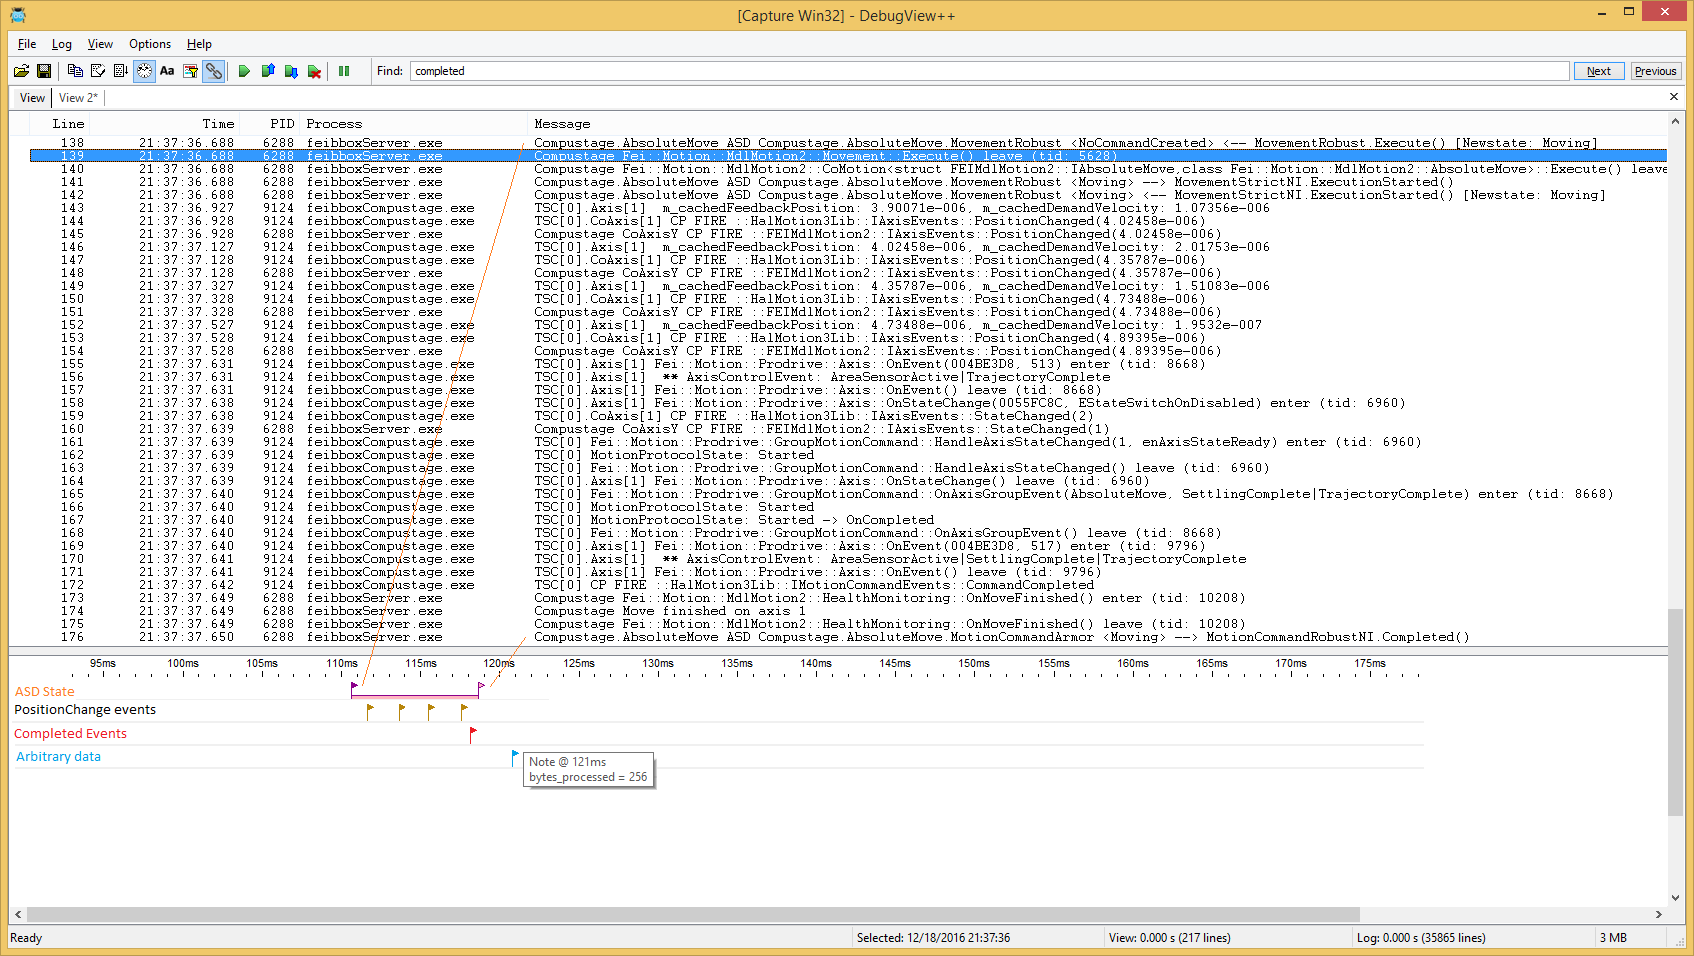 [Capture Win32] - DebugView++
File Log View Options Help
Aa Find: completed Next Previous
View View 2*
Line Time PID Process Message
138 21:37:36.688 6288 feibboxServer.exe Compustage.AbsoluteMove ASD Compustage.AbsoluteMove.MovementRobust <NoCommandCreated> <-- MovementRobust.Execute() [Newstate: Moving]
139 21:37:36.688 6288 feibboxServer.exe Compustage Fei::Motion::MdlMotion2::Movement::Execute() leave (tid: 5628)
140 21:37:36.688 6288 feibboxServer.exe Compustage Fei::Motion::MdlMotion2::CoMotion<struct FEIMdlMotion2::IAbsoluteMove,class Fei::Motion::MdlMotion2::AbsoluteMove>::Execute() leave
141 21:37:36.688 6288 feibboxServer.exe Compustage.AbsoluteMove ASD Compustage.AbsoluteMove.MovementRobust <Moving> --> MovementStrictNI.ExecutionStarted()
142 21:37:36.688 6288 feibboxServer.exe Compustage.AbsoluteMove ASD Compustage.AbsoluteMove.MovementRobust <Moving> <-- MovementStrictNI.ExecutionStarted() [Newstate: Moving]
143 21:37:36.927 9124 feibboxCompustage.exe TSC[0].Axis[1] m_cachedFeedbackPosition: 3.90071e-006, m_cachedDemandVelocity: 1.07356e-006
144 21:37:36.928 9124 feibboxCompustage.exe TSC[0].CoAxis[1] CP FIRE ::HalMotion3Lib::IAxisEvents::PositionChanged(4.02458e-006)
145 21:37:36.928 6288 feibboxServer.exe Compustage CoAxisY CP FIRE ::FEIMdlMotion2::IAxisEvents::PositionChanged(4.02458e-006)
146 21:37:37.127 9124 feibboxCompustage.exe TSC[0].Axis[1] m_cachedFeedbackPosition: 4.02458e-006, m_cachedDemandVelocity: 2.01753e-006
147 21:37:37.128 9124 feibboxCompustage.exe TSC[0].CoAxis[1] CP FIRE ::HalMotion3Lib::IAxisEvents::PositionChanged(4.35787e-006)
148 21:37:37.128 6288 feibboxServer.exe Compustage CoAxisY CP FIRE ::FEIMdlMotion2::IAxisEvents::PositionChanged(4.35787e-006)
149 21:37:37.327 9124 feibboxCompustage.exe TSC[0].Axis[1] m_cachedFeedbackPosition: 4.35787e-006, m_cachedDemandVelocity: 1.51083e-006
150 21:37:37.328 9124 feibboxCompustage.exe TSC[0].CoAxis[1] CP FIRE ::HalMotion3Lib::IAxisEvents::PositionChanged(4.73488e-006)
151 21:37:37.328 6288 feibboxServer.exe Compustage CoAxisY CP FIRE ::FEIMdlMotion2::IAxisEvents::PositionChanged(4.73488e-006)
152 21:37:37.527 9124 feibboxCompustage.exe TSC[0].Axis[1] m_cachedFeedbackPosition: 4.73488e-006, m_cachedDemandVelocity: 1.9532e-007
153 21:37:37.528 9124 feibboxCompustage.exe TSC[0].CoAxis[1] CP FIRE ::HalMotion3Lib::IAxisEvents::PositionChanged(4.89395e-006)
154 21:37:37.528 6288 feibboxServer.exe Compustage CoAxisY CP FIRE ::FEIMdlMotion2::IAxisEvents::PositionChanged(4.89395e-006)
155 21:37:37.631 9124 feibboxCompustage.exe TSC[0].Axis[1] Fei::Motion::Prodrive::Axis::OnEvent(004BE3D8, 513) enter (tid: 8668)
156 21:37:37.631 9124 feibboxCompustage.exe TSC[0].Axis[1] ** AxisControlEvent: AreaSensorActive|TrajectoryComplete
157 21:37:37.631 9124 feibboxCompustage.exe TSC[0].Axis[1] Fei::Motion::Prodrive::Axis::OnEvent() leave (tid: 8668)
158 21:37:37.638 9124 feibboxCompustage.exe TSC[0].Axis[1] Fei::Motion::Prodrive::Axis::OnStateChange(0055FC8C, EStateSwitchOnDisabled) enter (tid: 6960)
159 21:37:37.638 9124 feibboxCompustage.exe TSC[0].CoAxis[1] CP FIRE ::HalMotion3Lib::IAxisEvents::StateChanged(2)
160 21:37:37.639 6288 feibboxServer.exe Compustage CoAxisY CP FIRE ::FEIMdlMotion2::IAxisEvents::StateChanged(1)
161 21:37:37.639 9124 feibboxCompustage.exe TSC[0] Fei::Motion::Prodrive::GroupMotionCommand::HandleAxisStateChanged(1, enAxisStateReady) enter (tid: 6960)
162 21:37:37.639 9124 feibboxCompustage.exe TSC[0] MotionProtocolState: Started
163 21:37:37.639 9124 feibboxCompustage.exe TSC[0] Fei::Motion::Prodrive::GroupMotionCommand::HandleAxisStateChanged() leave (tid: 6960)
164 21:37:37.639 9124 feibboxCompustage.exe TSC[0].Axis[1] Fei::Motion::Prodrive::Axis::OnStateChange() leave (tid: 6960)
165 21:37:37.640 9124 feibboxCompustage.exe TSC[0] Fei::Motion::Prodrive::GroupMotionCommand::OnAxisGroupEvent(AbsoluteMove, SettlingComplete|TrajectoryComplete) enter (tid: 8668)
166 21:37:37.640 9124 feibboxCompustage.exe TSC[0] MotionProtocolState: Started
167 21:37:37.640 9124 feibboxCompustage.exe TSC[0] MotionProtocolState: Started -> OnCompleted
168 21:37:37.640 9124 feibboxCompustage.exe TSC[0] Fei::Motion::Prodrive::GroupMotionCommand::OnAxisGroupEvent() leave (tid: 8668)
169 21:37:37.640 9124 feibboxCompustage.exe TSC[0].Axis[1] Fei::Motion::Prodrive::Axis::OnEvent(004BE3D8, 517) enter (tid: 9796)
170 21:37:37.641 9124 feibboxCompustage.exe TSC[0].Axis[1] ** AxisControlEvent: AreaSensorActive|SettlingComplete|TrajectoryComplete
171 21:37:37.641 9124 feibboxCompustage.exe TSC[0].Axis[1] Fei::Motion::Prodrive::Axis::OnEvent() leave (tid: 9796)
172 21:37:37.642 9124 feibboxCompustage.exe TSC[0] CP FIRE ::HalMotion3Lib::IMotionCommandEvents::CommandCompleted
173 21:37:37.649 6288 feibboxServer.exe Compustage Fei::Motion::MdlMotion2::HealthMonitoring::OnMoveFinished() enter (tid: 10208)
174 21:37:37.649 6288 feibboxServer.exe Compustage Move finished on axis 1
175 21:37:37.649 6288 feibboxServer.exe Compustage Fei::Motion::MdlMotion2::HealthMonitoring::OnMoveFinished() leave (tid: 10208)
176 21:37:37.650 6288 feibboxServer.exe Compustage.AbsoluteMove ASD Compustage.AbsoluteMove.MotionCommandArmor <Moving> --> MotionCommandRobustNI.Completed()
95ms 100ms 105ms 110ms 115ms 120ms 125ms 130ms 135ms 140ms 145ms 150ms 155ms 160ms 165ms 170ms 175ms
ASD State
PositionChange events
Completed Events
Arbitrary data
Note @ 121ms
bytes_processed = 256
Ready Selected: 12/18/2016 21:37:36 View: 0.000 s (217 lines) Log: 0.000 s (35865 lines) 3 MB